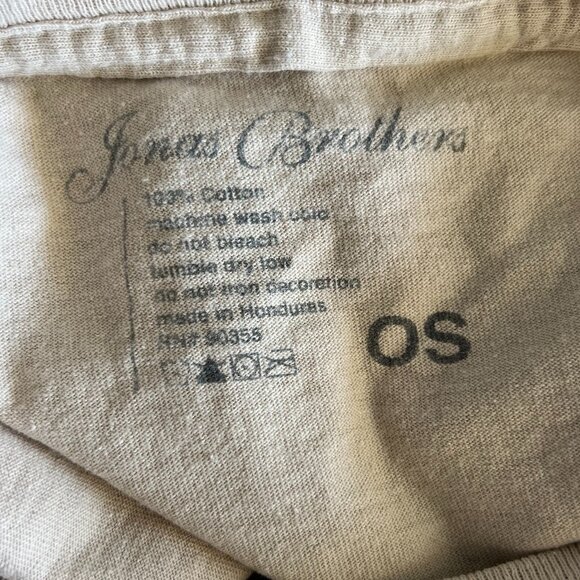 Jonas Brothers
100% Cotton
machine wash cold
do not bleach
tumble dry low
do not iron decoration
made in Honduras
RN# 90355
OS